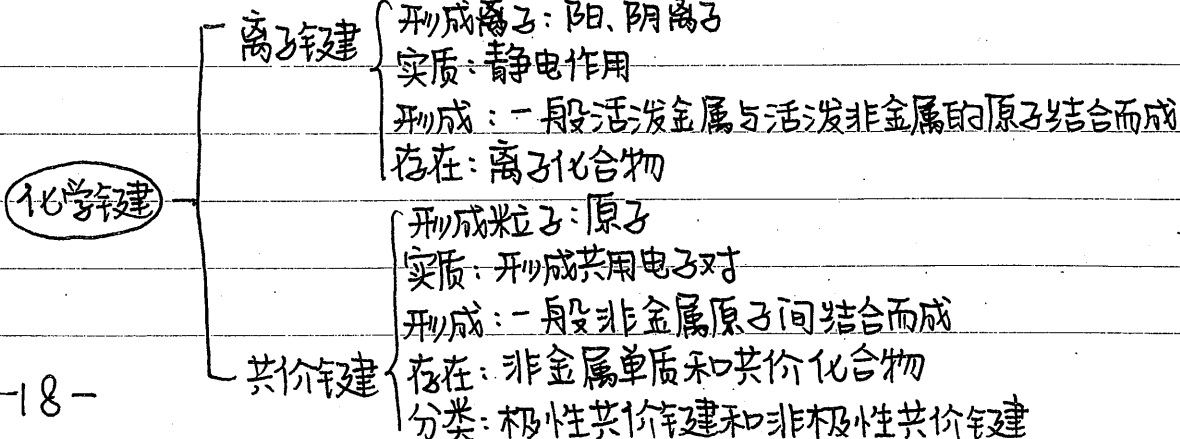 离子键
形成离子：阳、阴离子
实质：静电作用
形成：一般活泼金属与活泼非金属的原子结合而成
存在：离子化合物
化学键
形成粒子：原子
实质：形成共用电子对
形成：一般非金属原子间结合而成
共价键
存在：非金属单质和共价化合物
分类：极性共价键和非极性共价键
-18-